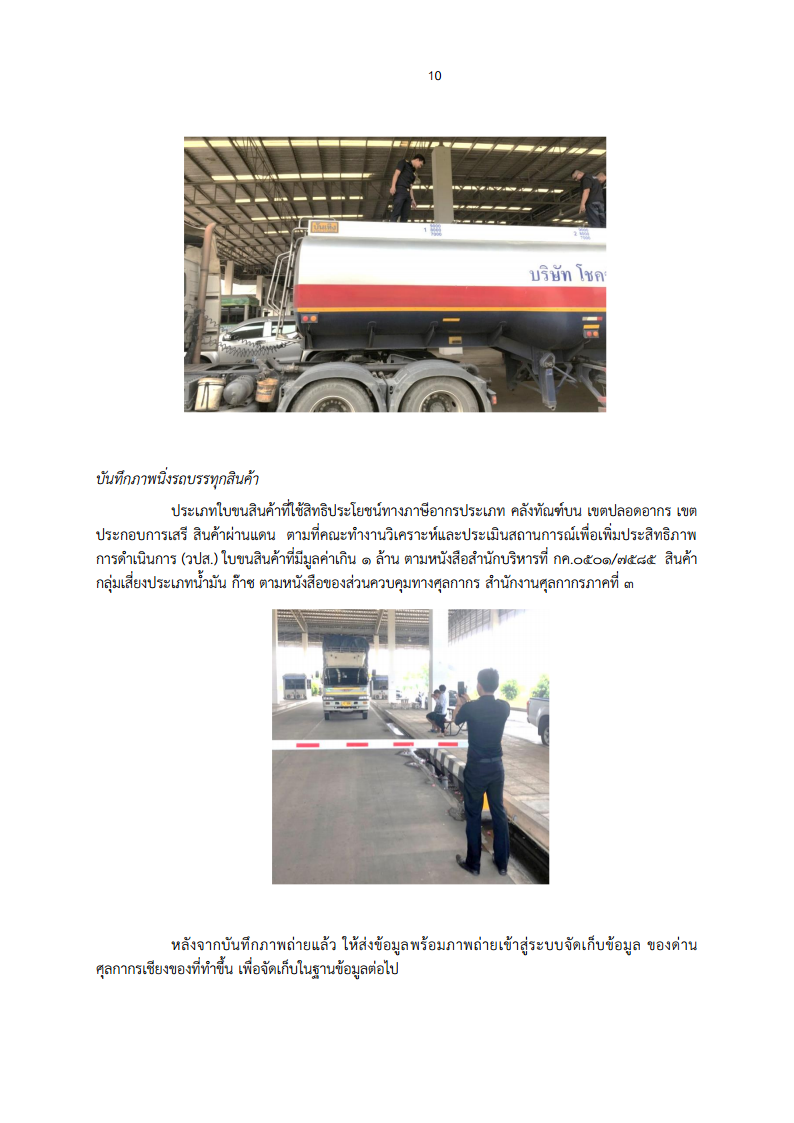 10
บันเทิง
1
5000
6000
7000
2
5000
6000
7000
บริษัท โชค
บันทึกภาพนิ่งรถบรรทุกสินค้า
ประเภทใบขนสินค้าที่ใช้สิทธิประโยชน์ทางภาษีอากรประเภท คลังทัณฑ์บน เขตปลอดอากร เขต
ประกอบการเสรี สินค้าผ่านแดน ตามที่คณะทำงานวิเคราะห์และประเมินสถานการณ์เพื่อเพิ่มประสิทธิภาพ
การดำเนินการ (วปส.) ใบขนสินค้าที่มีมูลค่าเกิน ๑ ล้าน ตามหนังสือสำนักบริหารที่ กค.๐๕๐๑/๗๕๘๕ สินค้า
กลุ่มเสี่ยงประเภทน้ำมัน ก๊าซ ตามหนังสือของส่วนควบคุมทางศุลกากร สำนักงานศุลกากรภาคที่ ๓
หลังจากบันทึกภาพถ่ายแล้ว ให้ส่งข้อมูลพร้อมภาพถ่ายเข้าสู่ระบบจัดเก็บข้อมูล ของด่าน
ศุลกากรเชียงของที่ทำขึ้น เพื่อจัดเก็บในฐานข้อมูลต่อไป